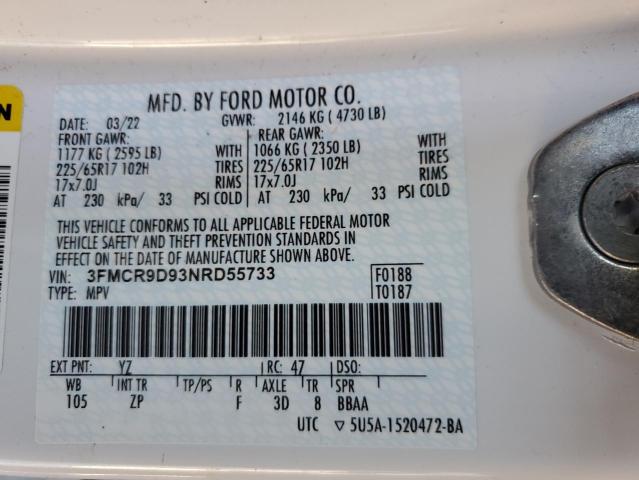 MFD. BY FORD MOTOR CO.
DATE: 03/22 GVWR: 2146 KG ( 4730 LB)
FRONT GAWR: REAR GAWR:
1177 KG ( 2595 LB) WITH 1066 KG ( 2350 LB) WITH
225/65R17 102H TIRES 225/65R17 102H TIRES
17x7.0J RIMS 17x7.0J RIMS
AT 230 kPa/ 33 PSI COLD AT 230 kPa/ 33 PSI COLD
THIS VEHICLE CONFORMS TO ALL APPLICABLE FEDERAL MOTOR
VEHICLE SAFETY AND THEFT PREVENTION STANDARDS IN
EFFECT ON THE DATE OF MANUFACTURE SHOWN ABOVE.
VIN: 3FMCR9D93NRD55733 F0188
TYPE: MPV T0187
EXT PNT: YZ RC: 47 DSO:
WB INT TR TP/PS R AXLE TR SPR
105 ZP F 3D 8 BBAA
UTC ▽ 5U5A-1520472-BA